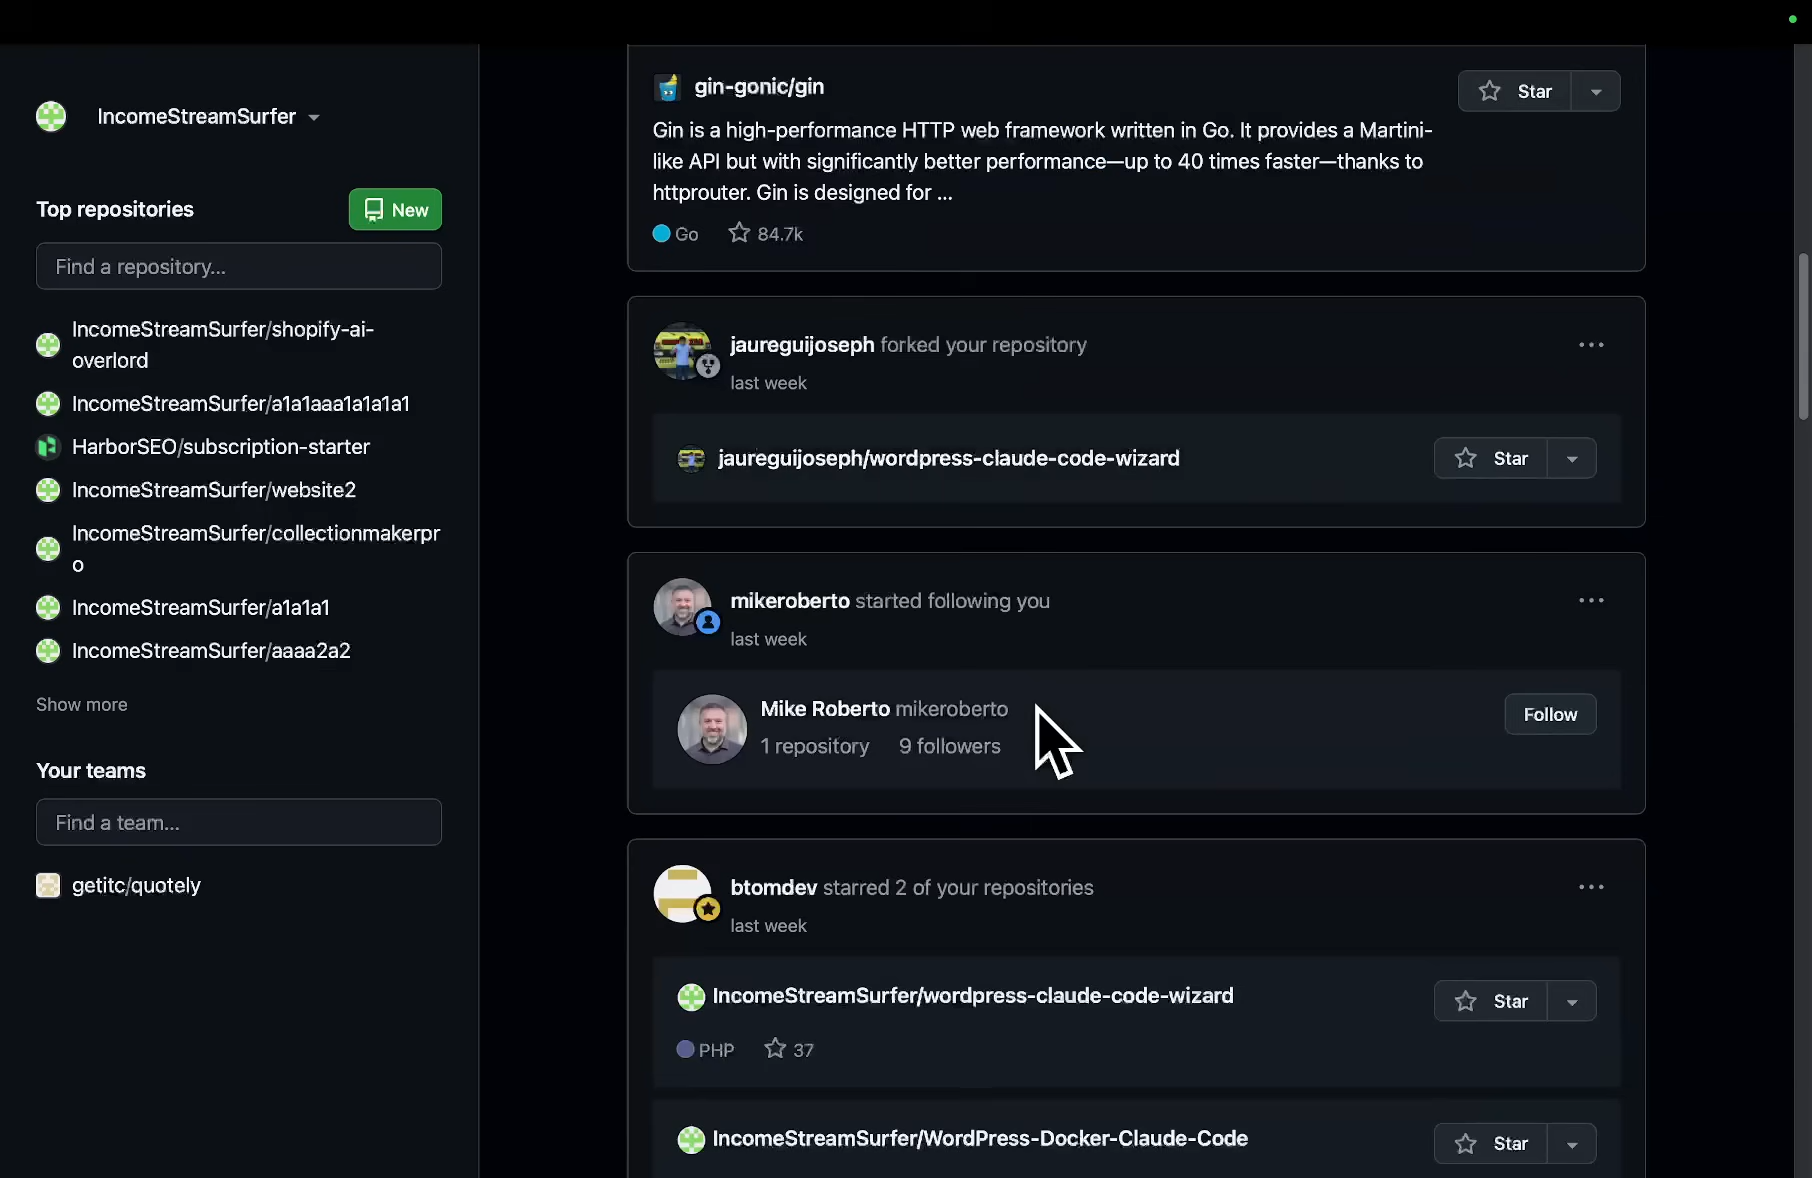 IncomeStreamSurfer
Top repositories
New
Find a repository...
IncomeStreamSurfer/shopify-ai-
overlord
IncomeStreamSurfer/a1a1aaa1a1a1a1
HarborSEO/subscription-starter
IncomeStreamSurfer/website2
IncomeStreamSurfer/collectionmakerpr
o
IncomeStreamSurfer/a1a1a1
IncomeStreamSurfer/aaaa2a2
Show more
Your teams
Find a team...
getitc/quotely
gin-gonic/gin
Star
Gin is a high-performance HTTP web framework written in Go. It provides a Martini-
like API but with significantly better performance—up to 40 times faster—thanks to
httprouter. Gin is designed for ...
Go 84.7k
jaureguijoseph forked your repository
last week
jaureguijoseph/wordpress-claude-code-wizard
Star
mikeroberto started following you
last week
Mike Roberto mikeroberto
1 repository 9 followers
Follow
btomdev starred 2 of your repositories
last week
IncomeStreamSurfer/wordpress-claude-code-wizard
Star
PHP 37
IncomeStreamSurfer/WordPress-Docker-Claude-Code
Star